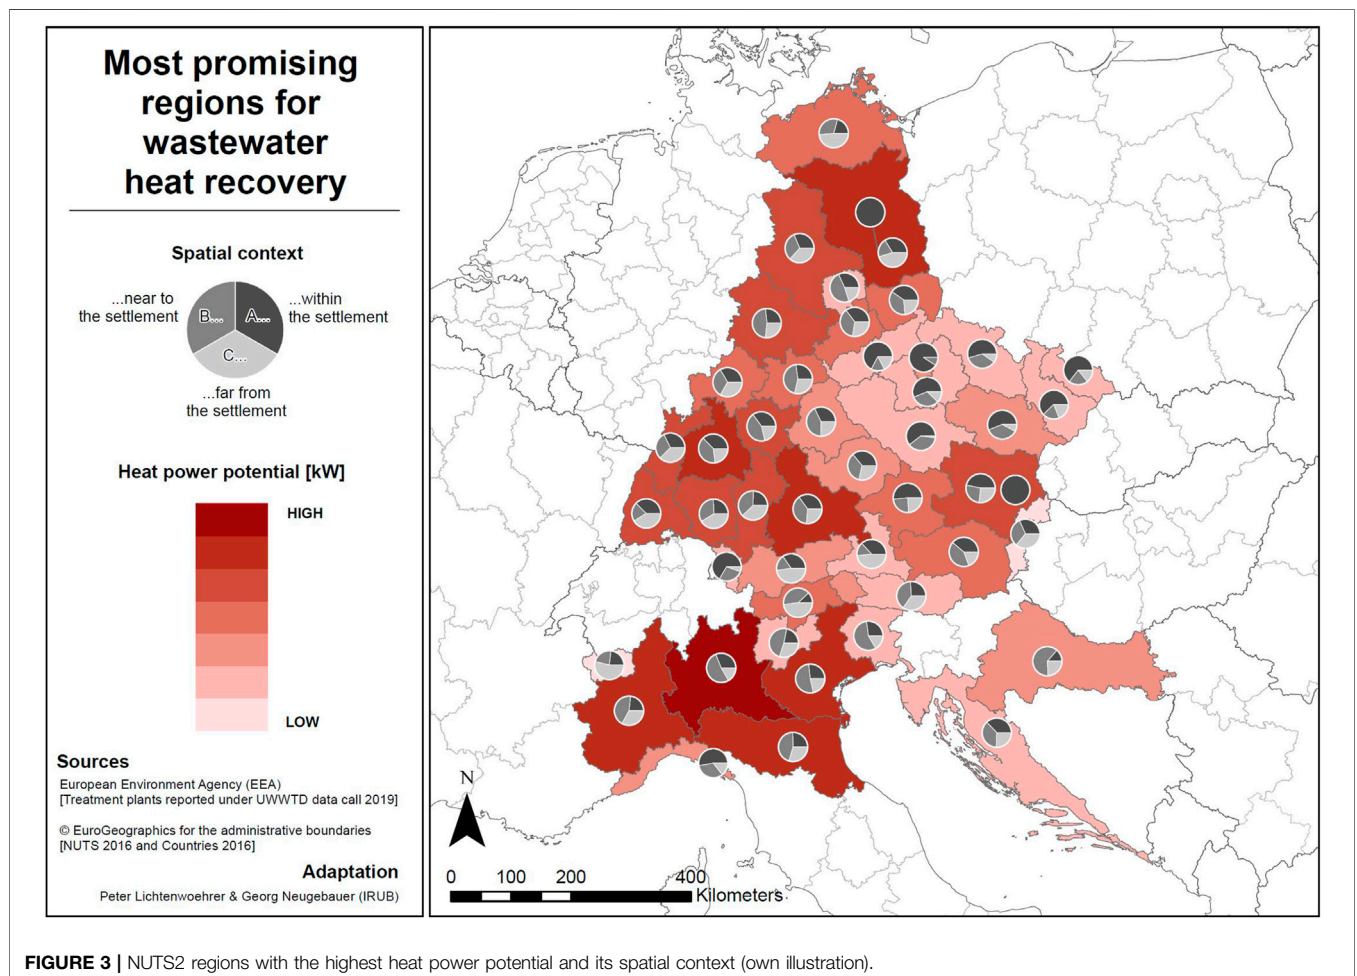 Most promising
regions for
wastewater
heat recovery
Spatial context
...near to
the settlement
...within
the settlement
B...
A...
C...
...far from
the settlement
Heat power potential [kW]
HIGH
LOW
Sources
European Environment Agency (EEA)
[Treatment plants reported under UWWTD data call 2019]
© EuroGeographics for the administrative boundaries
[NUTS 2016 and Countries 2016]
Adaptation
Peter Lichtenwoehrer & Georg Neugebauer (IRUB)
N
0 100 200 400
Kilometers
FIGURE 3 | NUTS2 regions with the highest heat power potential and its spatial context (own illustration).